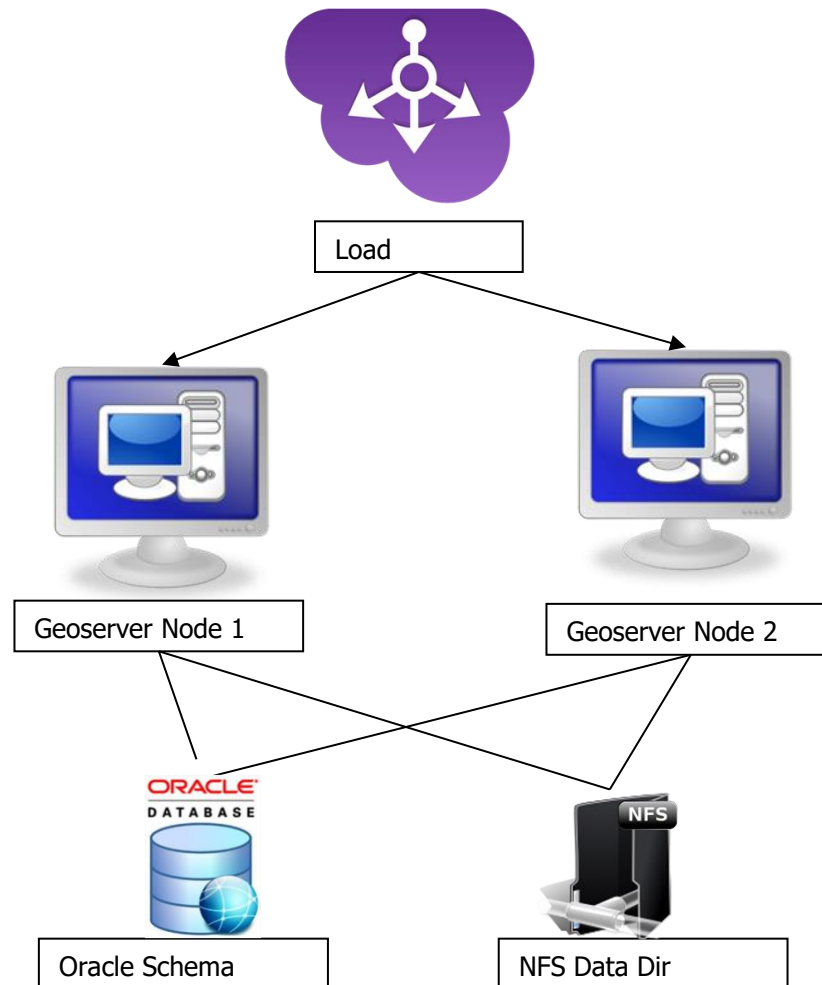 Load
Geoserver Node 1
Geoserver Node 2
ORACLE
DATABASE
NFS
Oracle Schema
NFS Data Dir